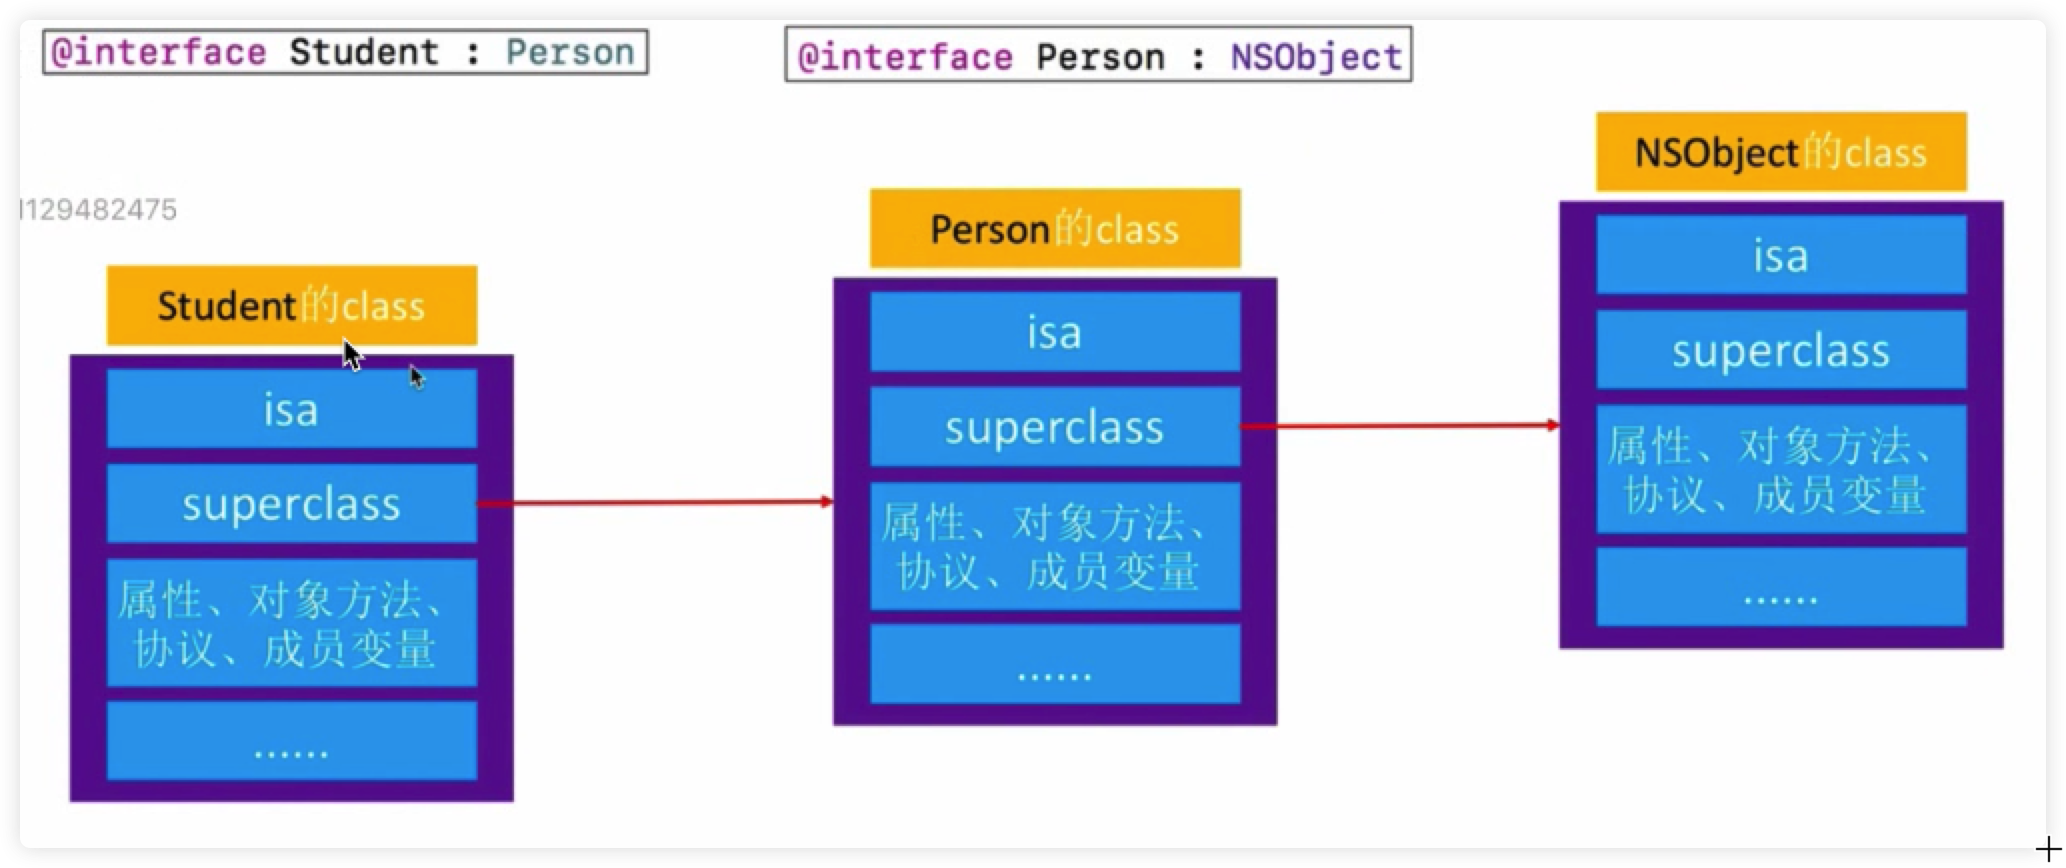 @interface Student : Person
@interface Person : NSObject
1129482475
Student的class
isa
superclass
属性、对象方法、
协议、成员变量
......
Person的class
isa
superclass
属性、对象方法、
协议、成员变量
......
NSObject的class
isa
superclass
属性、对象方法、
协议、成员变量
......